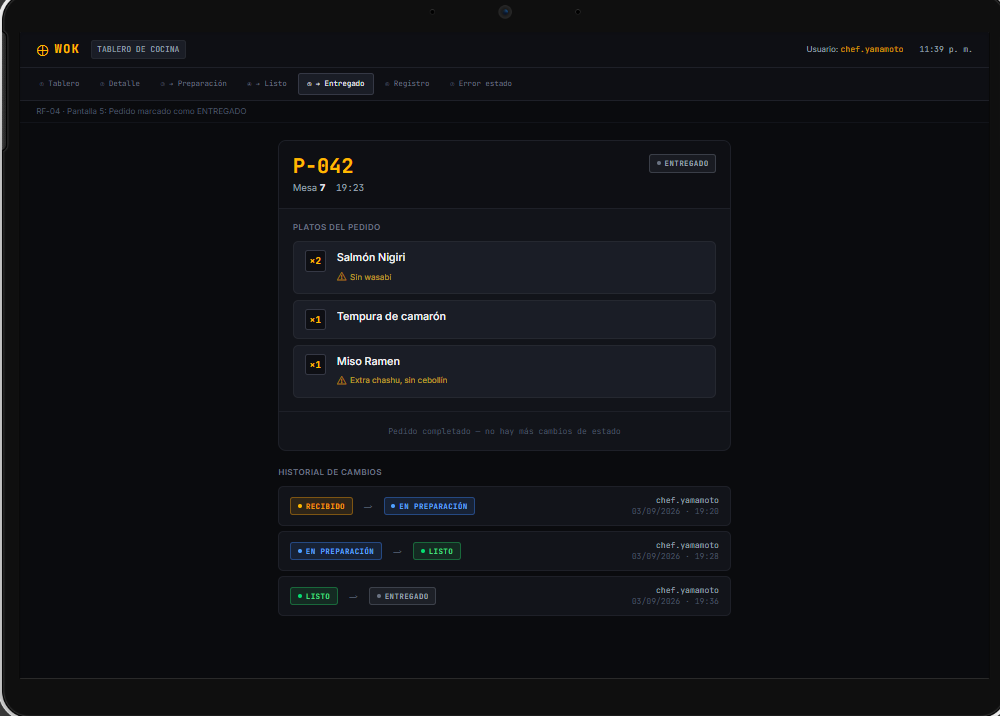 WOK
TABLERO DE COCINA
Usuario: chef.yamamoto
11:39 p. m.
Tablero
Detalle
→ Preparación
→ Listo
→ Entregado
Registro
Error estado
RF-04 · Pantalla 5: Pedido marcado como ENTREGADO
P-042
ENTREGADO
Mesa 7 19:23
PLATOS DEL PEDIDO
×2 Salmón Nigiri
⚠ Sin wasabi
×1 Tempura de camarón
×1 Miso Ramen
⚠ Extra chashu, sin cebollín
Pedido completado — no hay más cambios de estado
HISTORIAL DE CAMBIOS
RECIBIDO → EN PREPARACIÓN
chef.yamamoto
03/09/2026 · 19:20
EN PREPARACIÓN → LISTO
chef.yamamoto
03/09/2026 · 19:28
LISTO → ENTREGADO
chef.yamamoto
03/09/2026 · 19:36